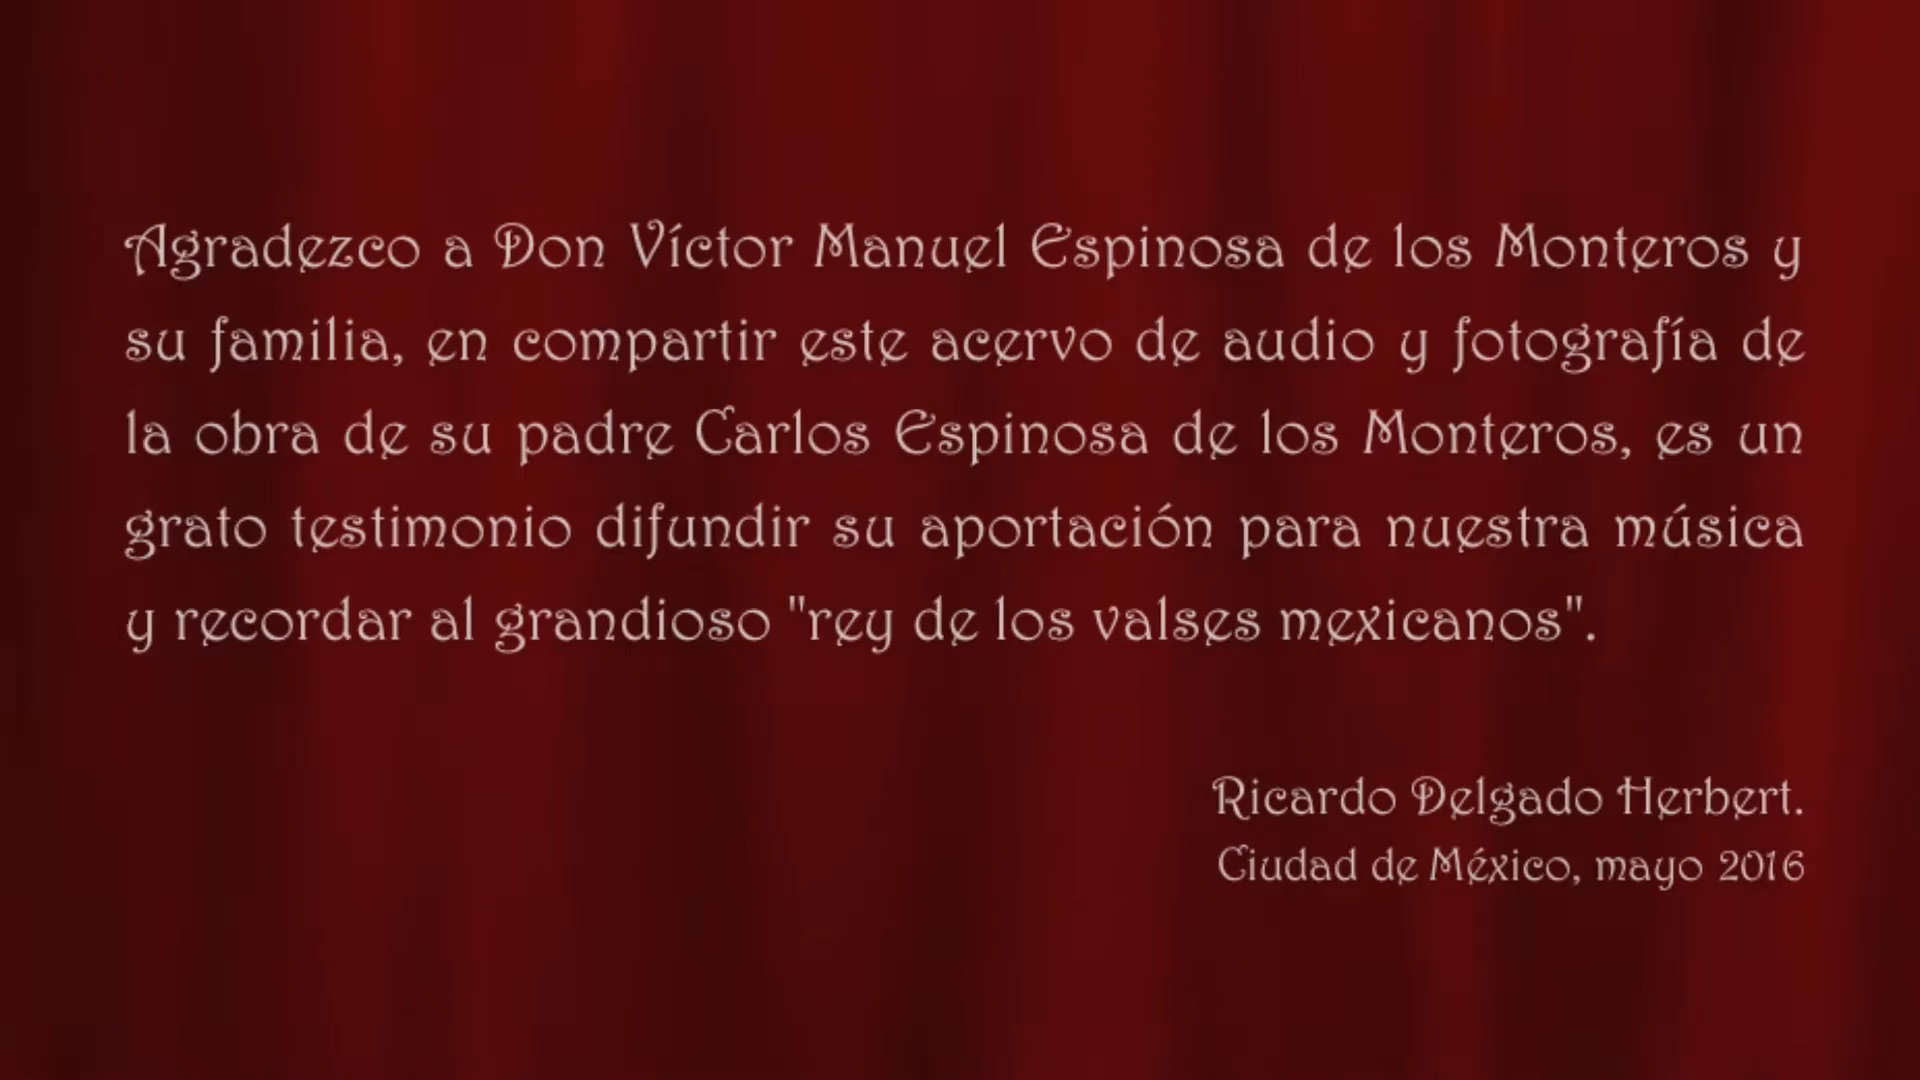 Agradezco a Don Víctor Manuel Espinosa de los Monteros y
su familia, en compartir este acervo de audio y fotografía de
la obra de su padre Carlos Espinosa de los Monteros, es un
grato testimonio difundir su aportación para nuestra música
y recordar al grandioso "rey de los valses mexicanos".
Ricardo Delgado Herbert.
Ciudad de México, mayo 2016